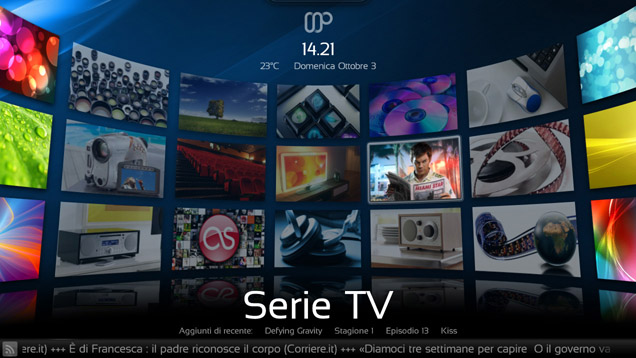 14.21
23°C Domenica Ottobre 3
MIAMI STAR
as
Serie TV
Aggiunti di recente: Defying Gravity Stagione 1 Episodio 13 Kiss
ere.it) +++ È di Francesca : il padre riconosce il corpo (Corriere.it) +++ «Diamoci tre settimane per capire O il governo va